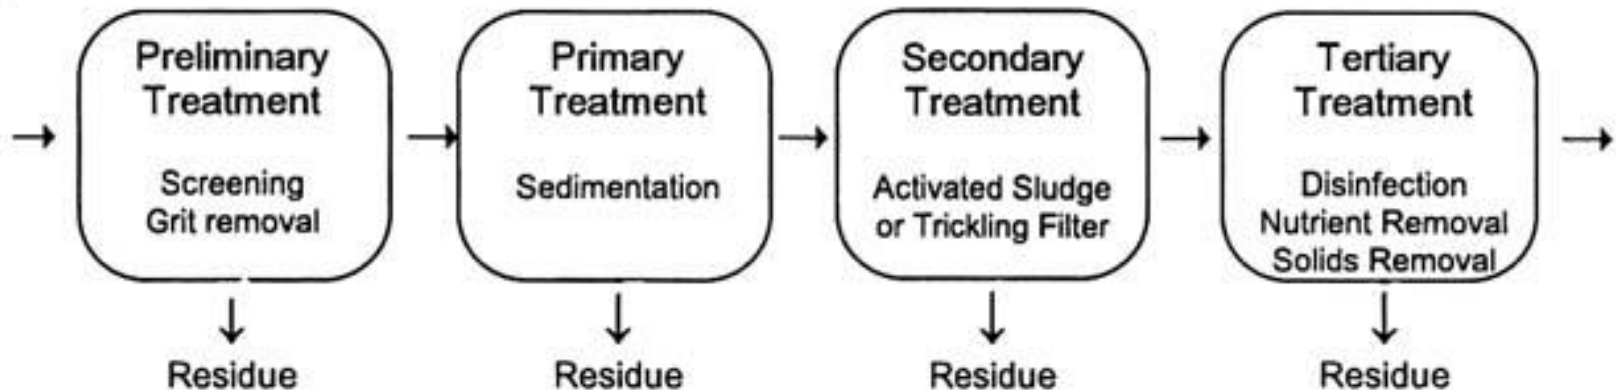 Preliminary
Treatment
Screening
Grit removal
Residue
Primary
Treatment
Sedimentation
Residue
Secondary
Treatment
Activated Sludge
or Trickling Filter
Residue
Tertiary
Treatment
Disinfection
Nutrient Removal
Solids Removal
Residue